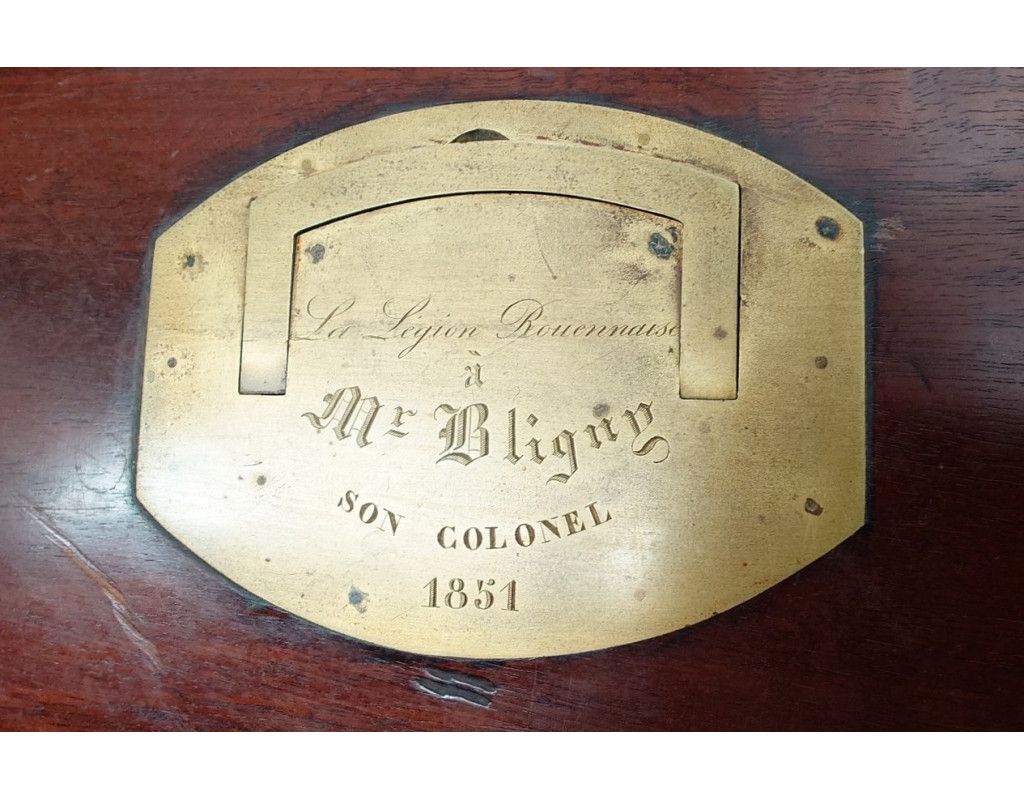 La Légion Rouennaise
à
Mr Bligny
SON COLONEL
1851